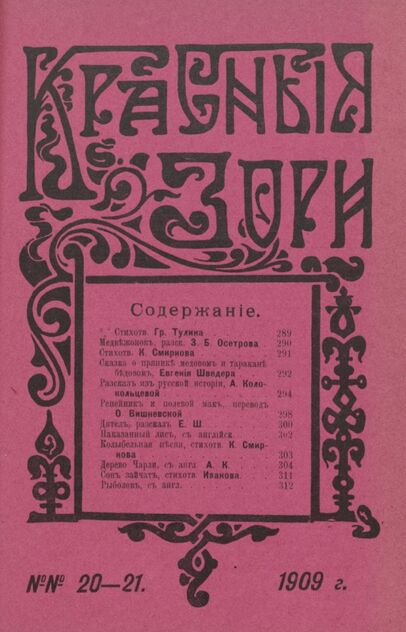 КРАСНЫЯ
ЗОРИ
Содержаніе.
* * Стихотв. Гр. Тулина . . . . 289
Медвѣжонокъ, разск. З. Б. Осетрова . 290
Стихотв. К. Смирнова . . . . 291
Сказка о пряникѣ медовомъ и тараканѣ
бѣдовомъ, Евгенія Шведера . . 292
Разсказъ изъ русской исторіи, А. Коло-
кольцевой . . . . 294
Репейникъ и полевой макъ, переводъ
О. Вишневской . . . . 298
Дятелъ, разсказъ Е. Ш. . . . . 300
Наказанный лисъ, съ англійск. . . 302
Колыбельная пѣсня, стихотв. К. Смир-
нова . . . . 303
Дерево Чарли, съ англ. А. К. . . . 304
Сонъ зайчатъ, стихотв. Иванова. . . 311
Рыболовъ, съ англ. . . . . 312
№№ 20—21. 1909 г.